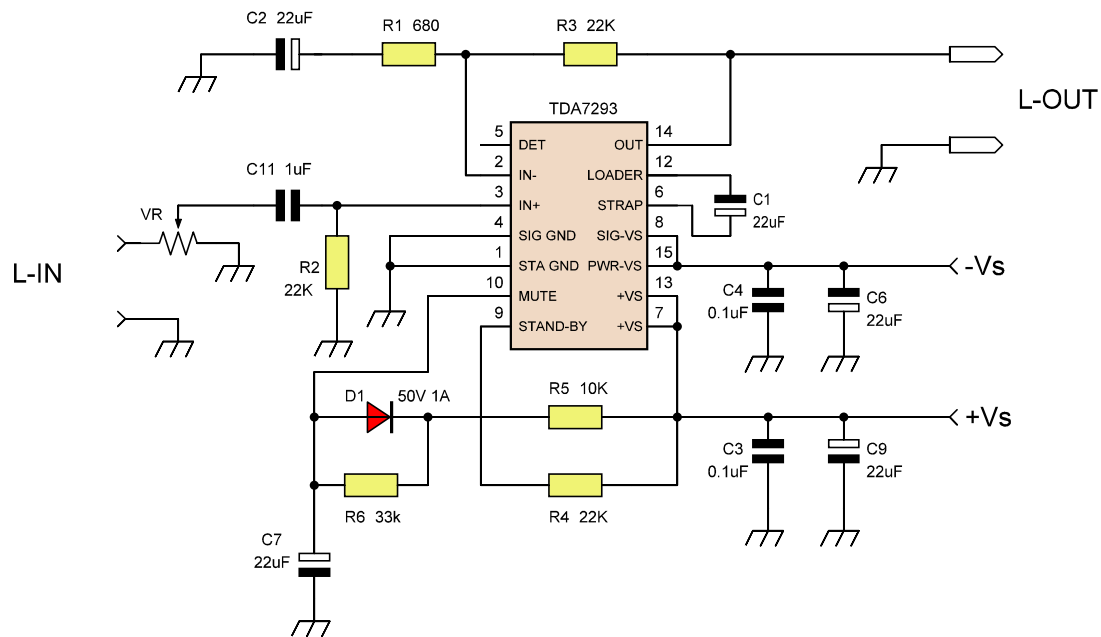 C2 22uF
R1 680
R3 22K
L-OUT
TDA7293
5
DET
OUT
14
2
IN-
LOADER
12
3
IN+
STRAP
6
4
SIG GND
SIG-VS
8
1
STA GND
PWR-VS
15
10
MUTE
+VS
13
9
STAND-BY
+VS
7
C11 1uF
VR
L-IN
R2
22K
C1
22uF
-Vs
C4
0.1uF
C6
22uF
D1 50V 1A
R5 10K
+Vs
C3
0.1uF
C9
22uF
R6 33k
R4 22K
C7
22uF